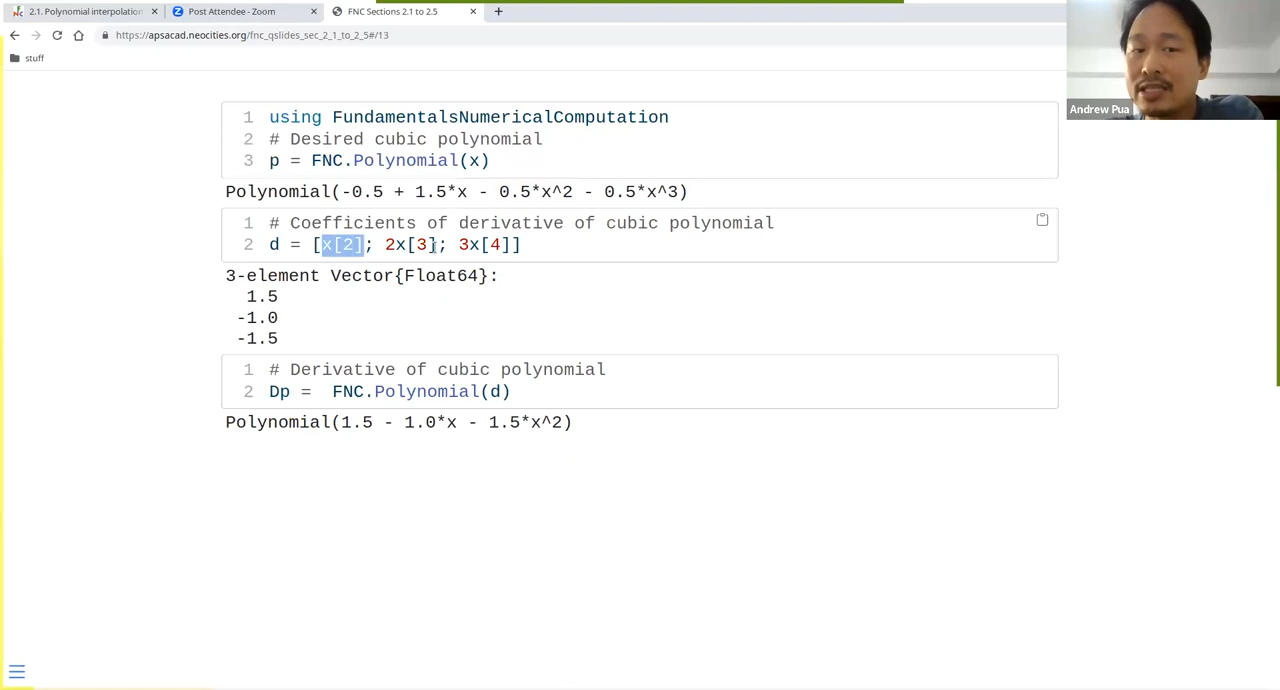 2.1. Polynomial interpolation
Post Attendee - Zoom
FNC Sections 2.1 to 2.5
https://apsacad.neocities.org/fnc_qslides_sec_2_1_to_2_5#/13
stuff
Andrew Pua
1 using FundamentalsNumericalComputation
2 # Desired cubic polynomial
3 p = FNC.Polynomial(x)
Polynomial(-0.5 + 1.5*x - 0.5*x^2 - 0.5*x^3)
1 # Coefficients of derivative of cubic polynomial
2 d = [x[2]; 2x[3]; 3x[4]]
3-element Vector{Float64}:
1.5
-1.0
-1.5
1 # Derivative of cubic polynomial
2 Dp =  FNC.Polynomial(d)
Polynomial(1.5 - 1.0*x - 1.5*x^2)